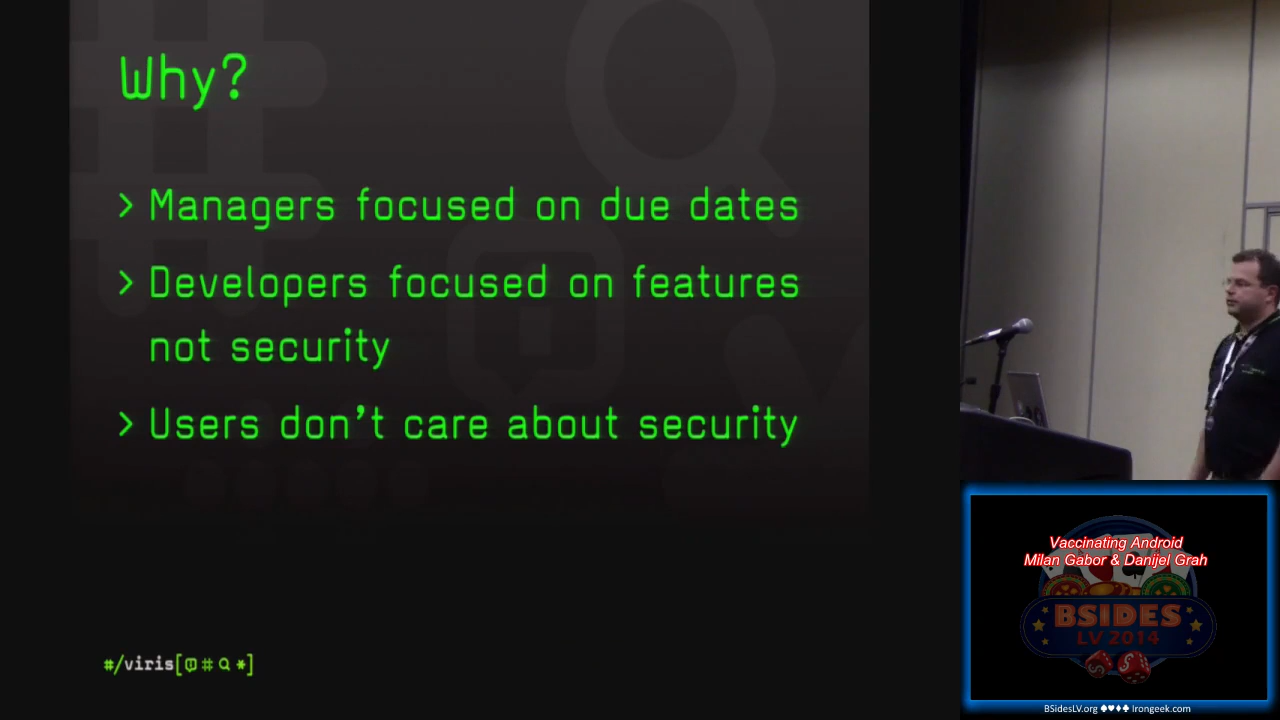 Why?
> Managers focused on due dates
> Developers focused on features
not security
> Users don't care about security
#/viris[# *]
Vaccinating Android
Milan Gabor & Danijel Grah
BSIDES
LV 2014
BSidesLV.org ♠♥♦♣ Irongeek.com